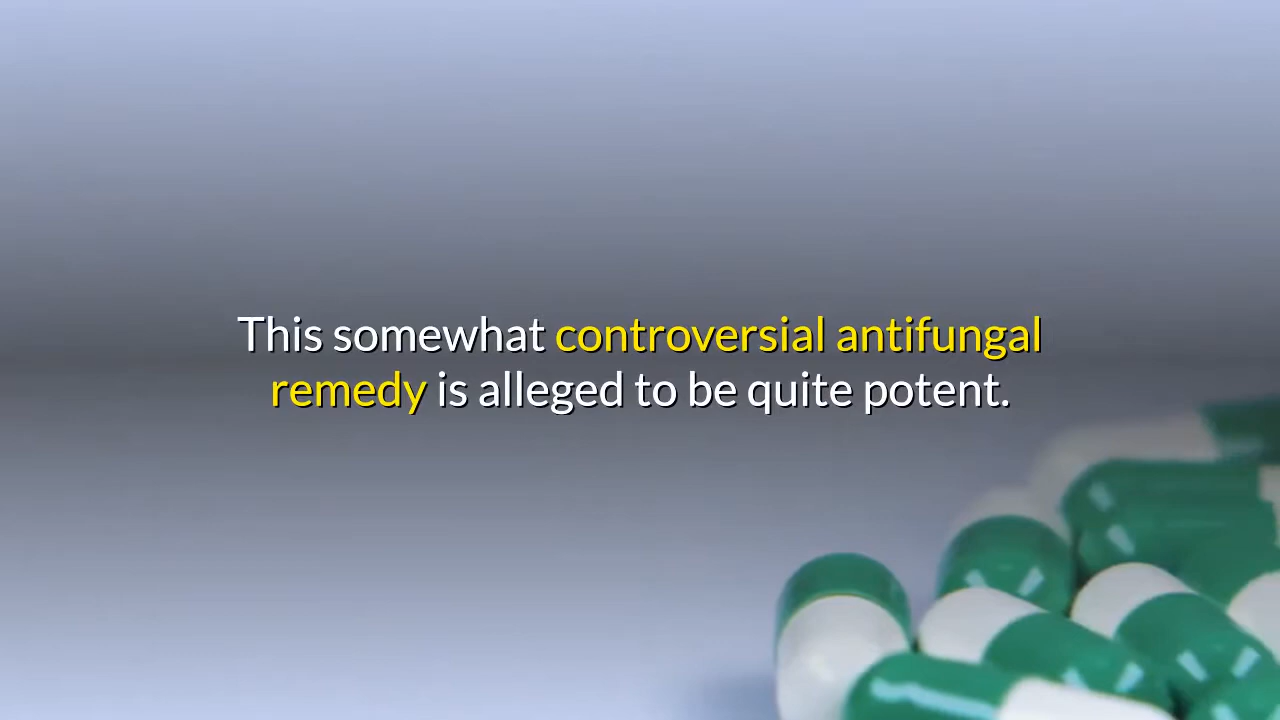 This somewhat controversial antifungal
remedy is alleged to be quite potent.